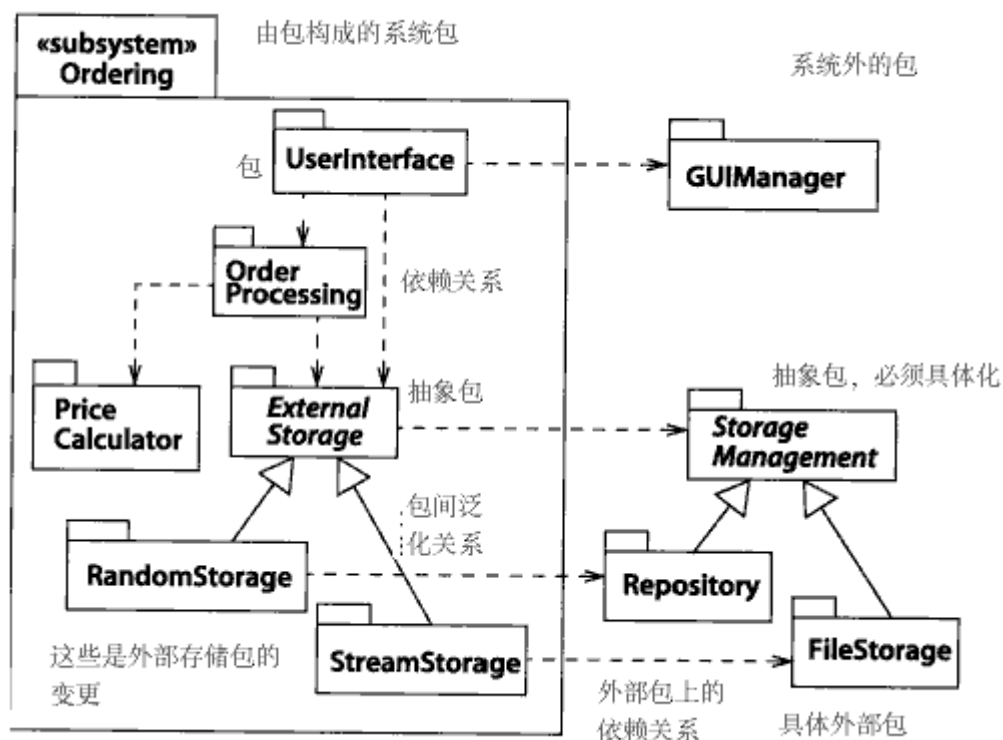 «subsystem»
Ordering
由包构成的系统包
系统外的包
包
UserInterface
GUIManager
Order
Processing
依赖关系
Price
Calculator
External
Storage
抽象包
抽象包，必须具体化
Storage
Management
包间泛
化关系
RandomStorage
Repository
这些是外部存储包的
变更
StreamStorage
FileStorage
外部包上的
依赖关系
具体外部包